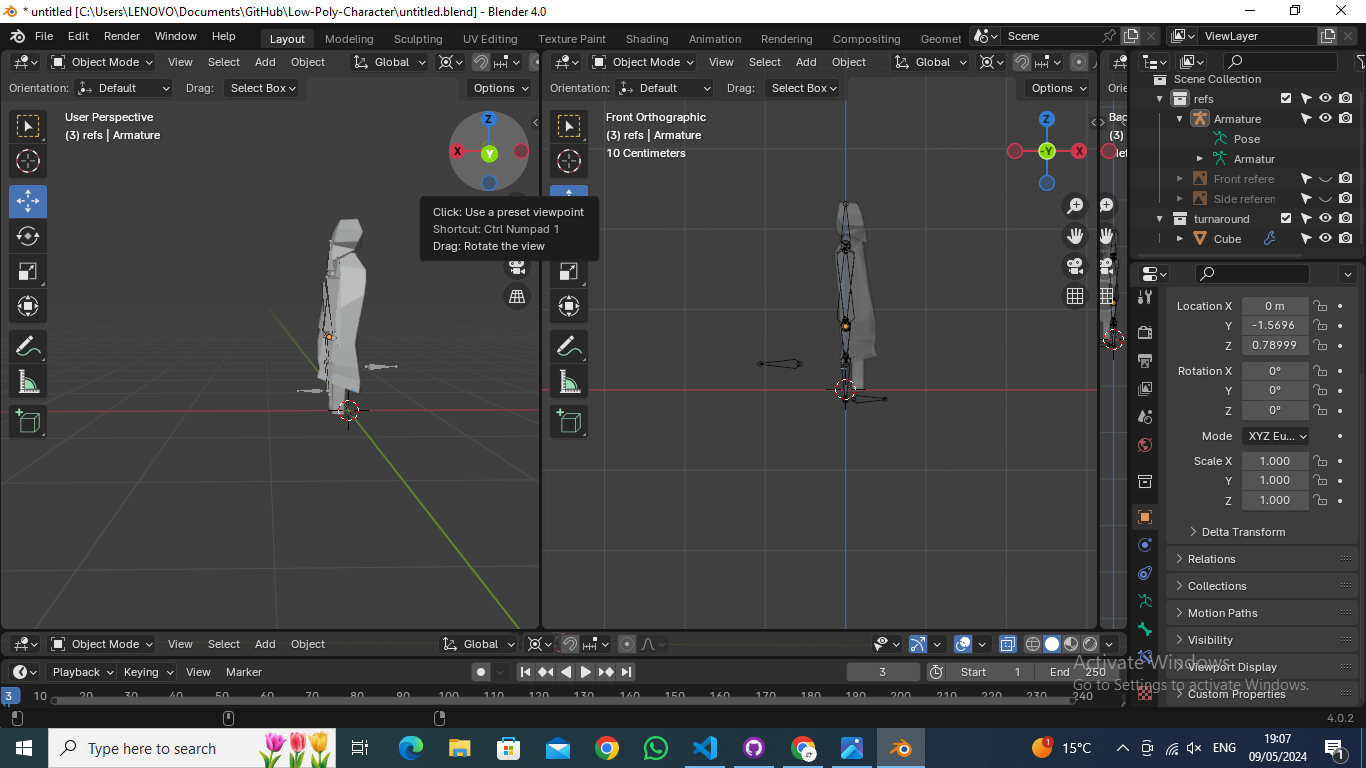 * untitled [C:\Users\LENOVO\Documents\GitHub\Low-Poly-Character\untitled.blend] - Blender 4.0
File Edit Render Window Help
Layout Modeling Sculpting UV Editing Texture Paint Shading Animation Rendering Compositing Geomet
Scene
ViewLayer
Object Mode View Select Add Object Global
Orientation: Default Drag: Select Box Options
User Perspective
(3) refs | Armature
Z
X
Y
Click: Use a preset viewpoint
Shortcut: Ctrl Numpad 1
Drag: Rotate the view
Object Mode View Select Add Object Global
Orientation: Default Drag: Select Box Options
Front Orthographic
(3) refs | Armature
10 Centimeters
Z
-Y
X
Orie
Bac
(3)
Scene Collection
refs
Armature
Pose
Armatur
Front refere
Side referen
turnaround
Cube
Location X 0 m
Y -1.5696
Z 0.78999
Rotation X 0°
Y 0°
Z 0°
Mode XYZ Eu...
Scale X 1.000
Y 1.000
Z 1.000
Delta Transform
Relations
Collections
Motion Paths
Visibility
Viewport Display
Custom Properties
Object Mode View Select Add Object Global
Playback Keying View Marker
3 Start 1 End 250
3 10 20 30 40 50 60 70 80 90 100 110 120 130 140 150 160 170 180 190 200 210 220 230 240
Activate Windows
Go to Settings to activate Windows.
4.0.2
Type here to search
1
15°C
ENG
19:07
09/05/2024
1